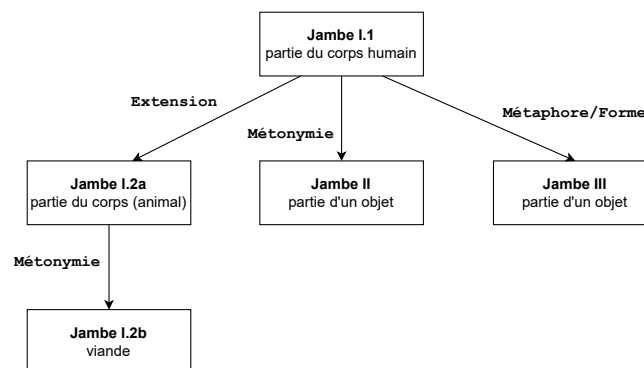 Jambe I.1
partie du corps humain
Extension
Métonymie
Métaphore/Forme
Jambe I.2a
partie du corps (animal)
Jambe II
partie d'un objet
Jambe III
partie d'un objet
Métonymie
Jambe I.2b
viande